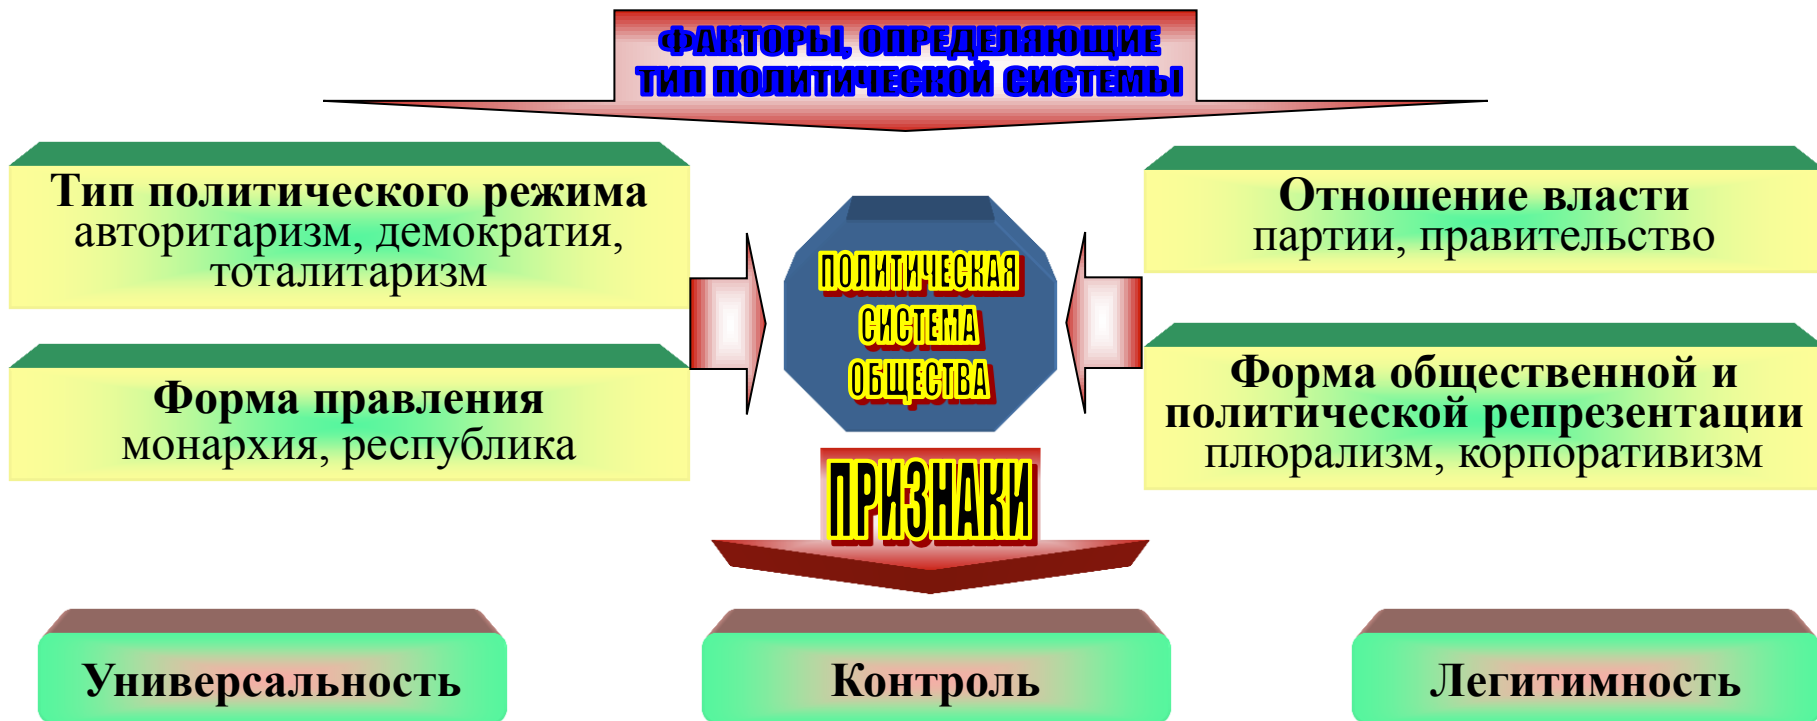 ФАКТОРЫ, ОПРЕДЕЛЯЮЩИЕ
ТИП ПОЛИТИЧЕСКОЙ СИСТЕМЫ
Тип политического режима
авторитаризм, демократия,
тоталитаризм
Форма правления
монархия, республика
ПОЛИТИЧЕСКАЯ
СИСТЕМА
ОБЩЕСТВА
Отношение власти
партии, правительство
Форма общественной и
политической репрезентации
плюрализм, корпоративизм
ПРИЗНАКИ
Универсальность
Контроль
Легитимность